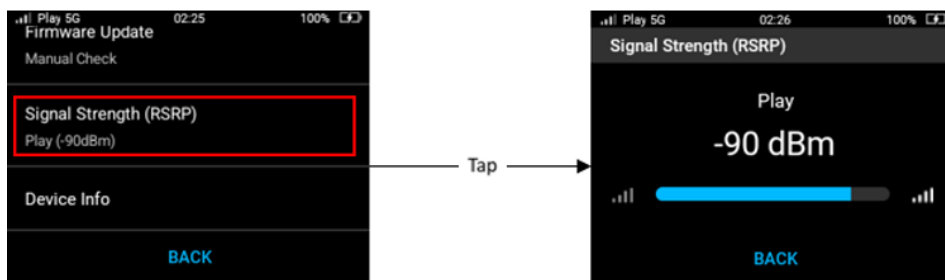 Play 5G 02:25 100%
Firmware Update
Manual Check
Signal Strength (RSRP)
Play (-90dBm)
Device Info
BACK
Tap
Play 5G 02:26 100%
Signal Strength (RSRP)
Play
-90 dBm
BACK